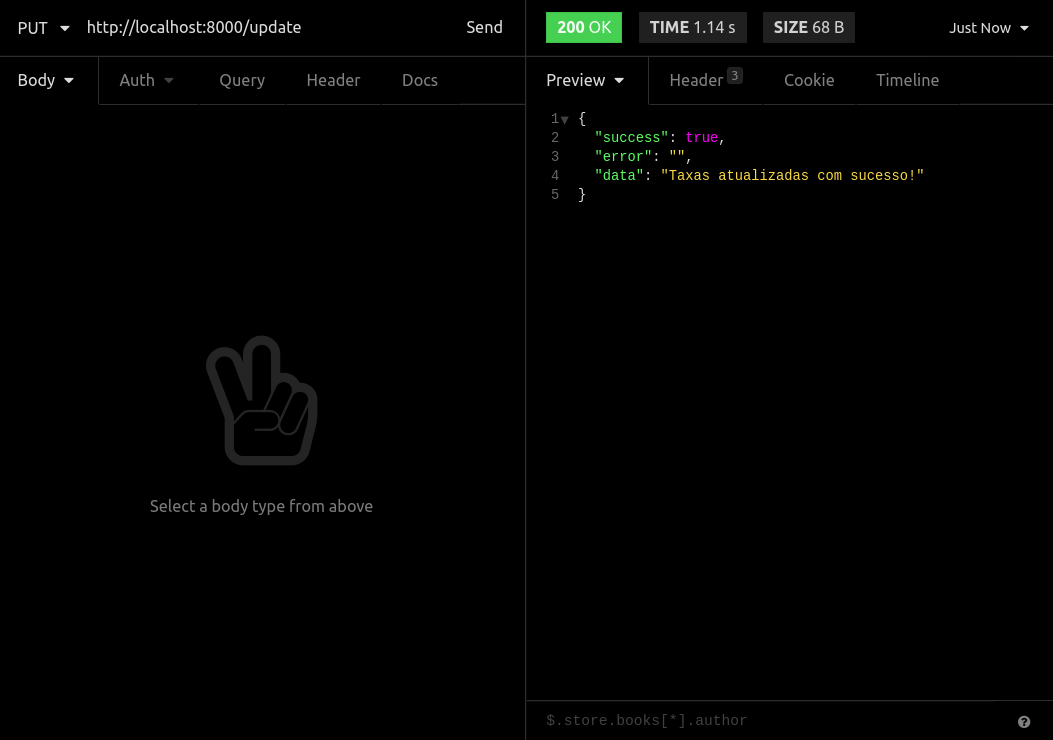 PUT http://localhost:8000/update Send
200 OK TIME 1.14 s SIZE 68 B Just Now
Body Auth Query Header Docs
Preview Header 3 Cookie Timeline
1 {
2 "success": true,
3 "error": "",
4 "data": "Taxas atualizadas com sucesso!"
5 }
Select a body type from above
$.store.books[*].author
?